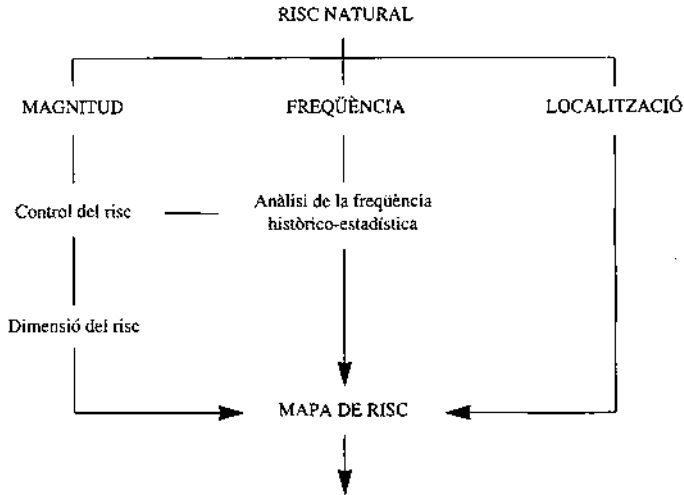 RISC NATURAL
MAGNITUD
FREQÜÈNCIA
LOCALITZACIÓ
Control del risc
Anàlisi de la freqüència
històrico-estadística
Dimensió del risc
MAPA DE RISC